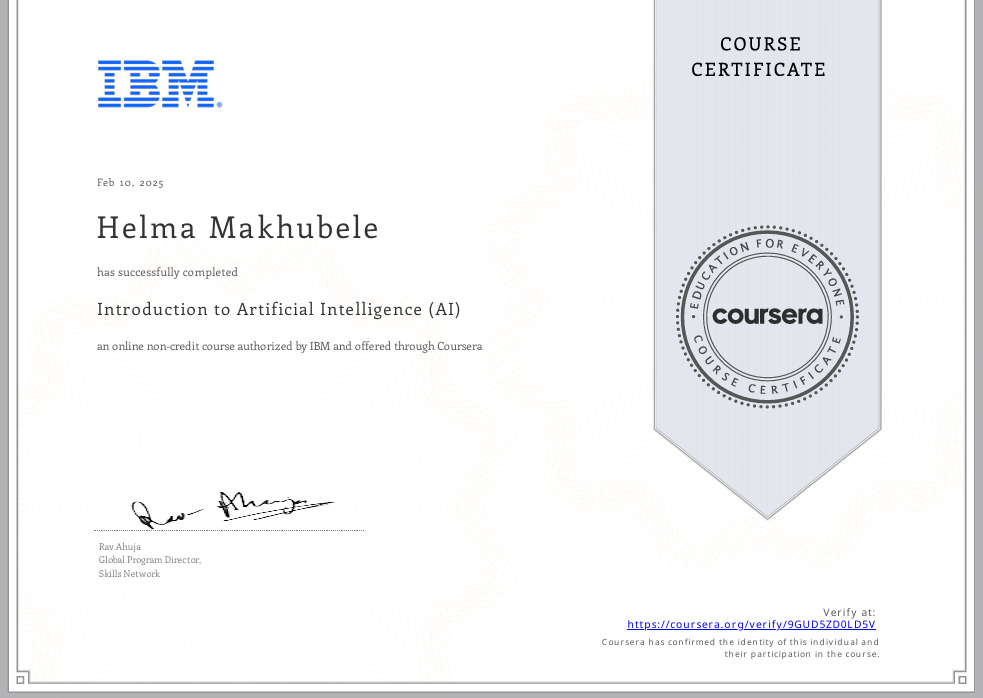 COURSE
CERTIFICATE
IBM®
Feb 10, 2025
Helma Makhubele
has successfully completed
Introduction to Artificial Intelligence (AI)
an online non-credit course authorized by IBM and offered through Coursera
EDUCATION FOR EVERYONE
coursera
COURSE CERTIFICATE
Rav Ahuja
Rav Ahuja
Global Program Director,
Skills Network
Verify at:
https://coursera.org/verify/9GUD5ZD0LD5V
Coursera has confirmed the identity of this individual and
their participation in the course.